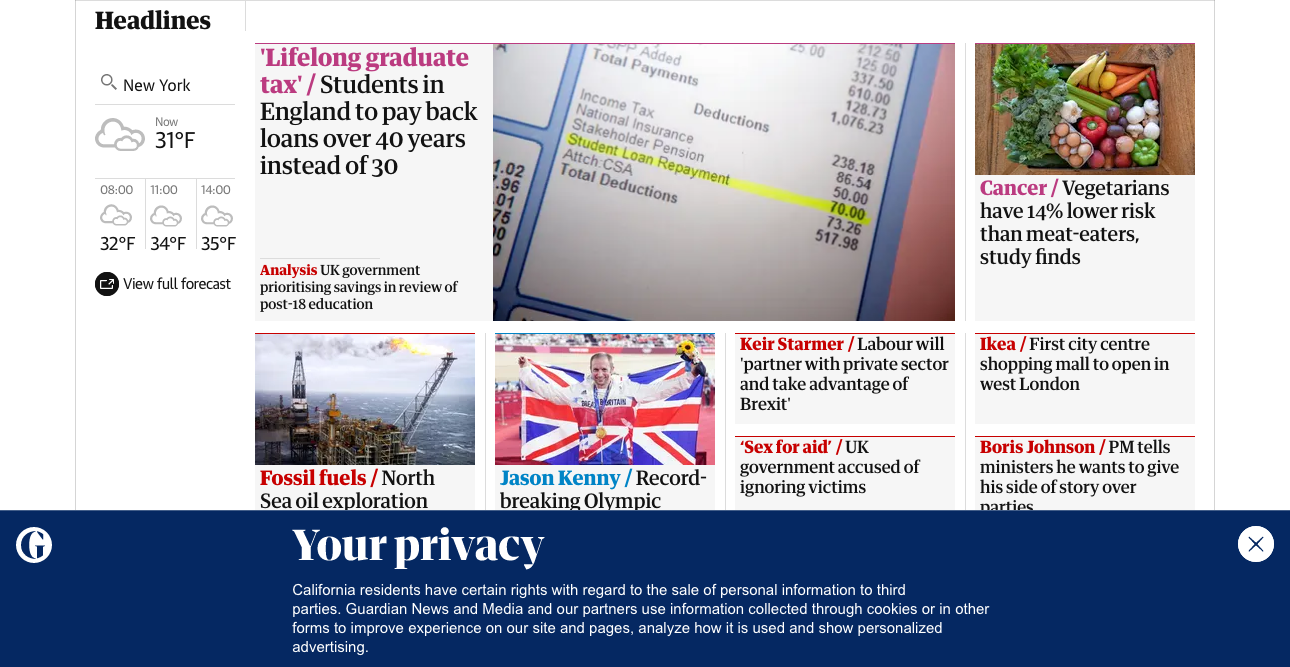 Headlines
New York
Now
31°F
08:00 11:00 14:00
32°F 34°F 35°F
View full forecast
'Lifelong graduate
tax' / Students in
England to pay back
loans over 40 years
instead of 30
Analysis UK government
prioritising savings in review of
post-18 education
Added
Total Payments
Deductions
Income Tax
National Insurance
Stakeholder Pension
Student Loan Repayment
Attch:CSA
Total Deductions
25.00
212.50
125.00
337.50
610.00
128.73
1,076.23
238.18
86.54
50.00
70.00
73.26
517.98
Cancer / Vegetarians
have 14% lower risk
than meat-eaters,
study finds
Fossil fuels / North
Sea oil exploration
GREAT BRITAIN
Jason Kenny / Record-
breaking Olympic
Keir Starmer / Labour will
'partner with private sector
and take advantage of
Brexit'
‘Sex for aid’ / UK
government accused of
ignoring victims
Ikea / First city centre
shopping mall to open in
west London
Boris Johnson / PM tells
ministers he wants to give
his side of story over
parties
G
Your privacy
California residents have certain rights with regard to the sale of personal information to third
parties. Guardian News and Media and our partners use information collected through cookies or in other
forms to improve experience on our site and pages, analyze how it is used and show personalized
advertising.